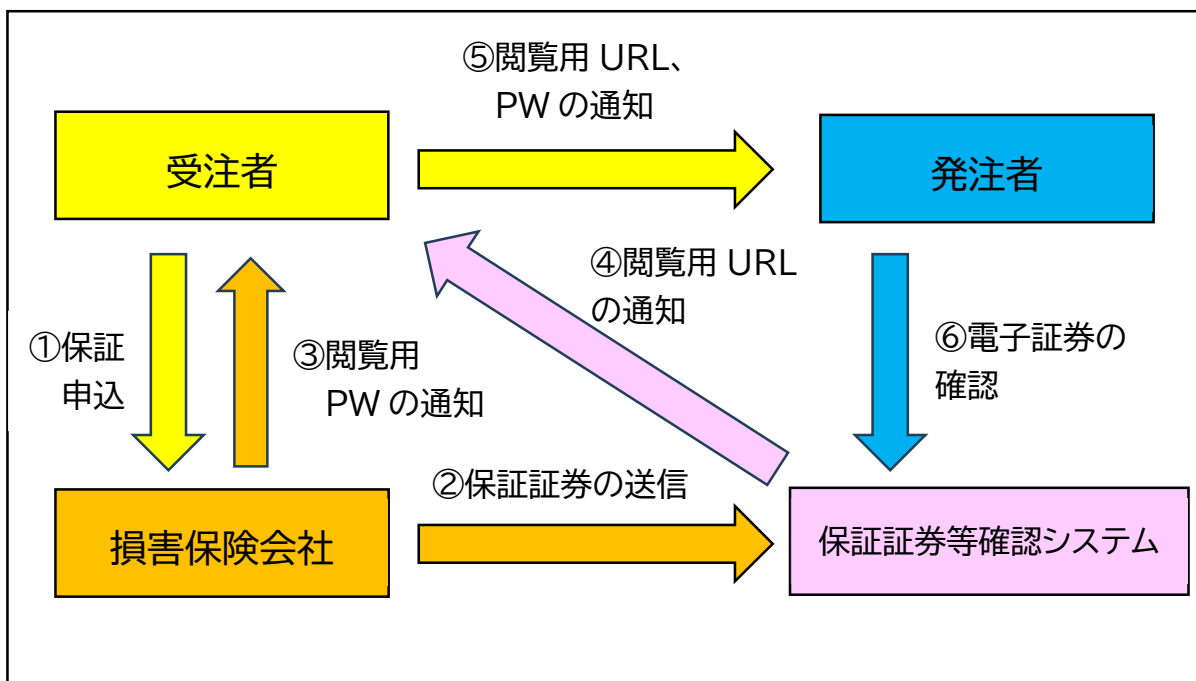 ⑤閲覧用 URL、
PW の通知
受注者
発注者
④閲覧用 URL
の通知
①保証
申込
③閲覧用
PW の通知
⑥電子証券の
確認
②保証証券の送信
損害保険会社
保証証券等確認システム